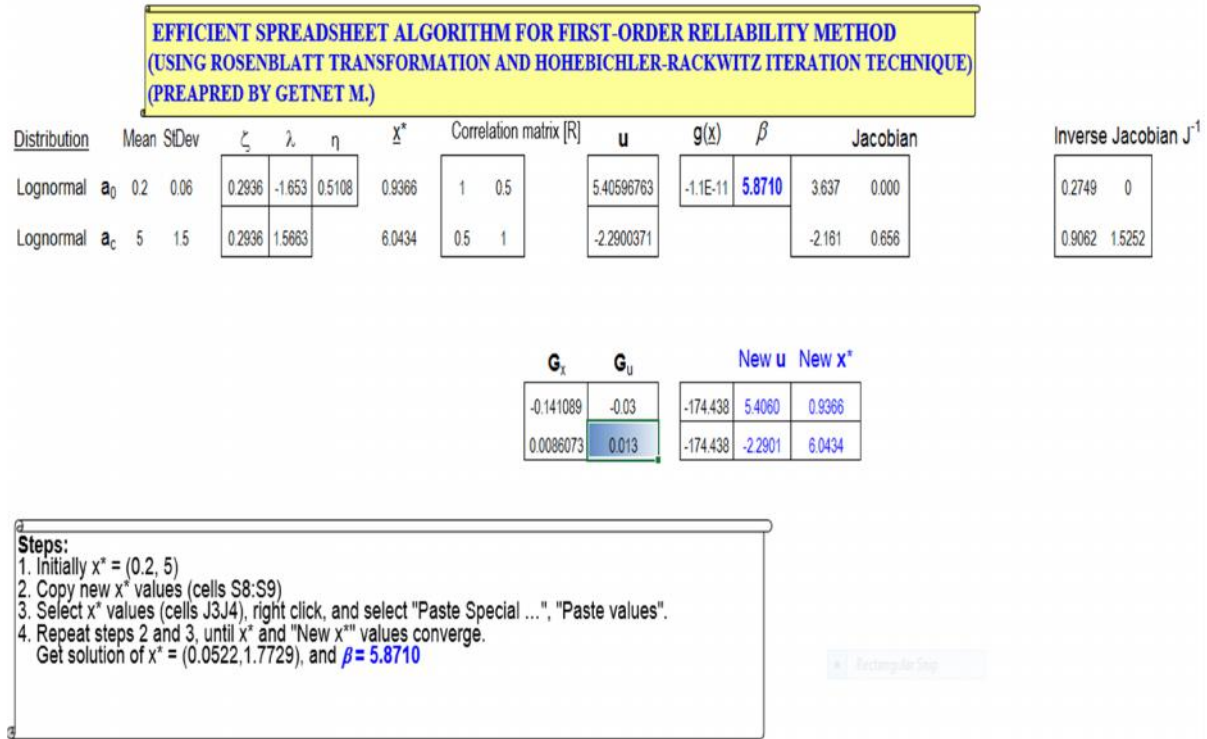 EFFICIENT SPREADSHEET ALGORITHM FOR FIRST-ORDER RELIABILITY METHOD
(USING ROSENBLATT TRANSFORMATION AND HOHEBICHLER-RACKWITZ ITERATION TECHNIQUE)
(PREAPRED BY GETNET M.)
Distribution Mean StDev ζ λ η x* Correlation matrix [R] u g(x) β Jacobian Inverse Jacobian J⁻¹
Lognormal a₀ 0.2 0.06 0.2936 -1.653 0.5108 0.9366 1 0.5 5.40596763 -1.1E-11 5.8710 3.637 0.000 0.2749 0
Lognormal a_c 5 1.5 0.2936 1.5663 6.0434 0.5 1 -2.2900371 -2.161 0.656 0.9062 1.5252
Gₓ Gᵤ New u New x*
-0.141089 -0.03 -174.438 5.4060 0.9366
0.0086073 0.013 -174.438 -2.2901 6.0434
Steps:
1. Initially x* = (0.2, 5)
2. Copy new x* values (cells S8:S9)
3. Select x* values (cells J3J4), right click, and select "Paste Special ...", "Paste values".
4. Repeat steps 2 and 3, until x* and "New x*" values converge.
Get solution of x* = (0.0522,1.7729), and β = 5.8710
Rectangular Snip